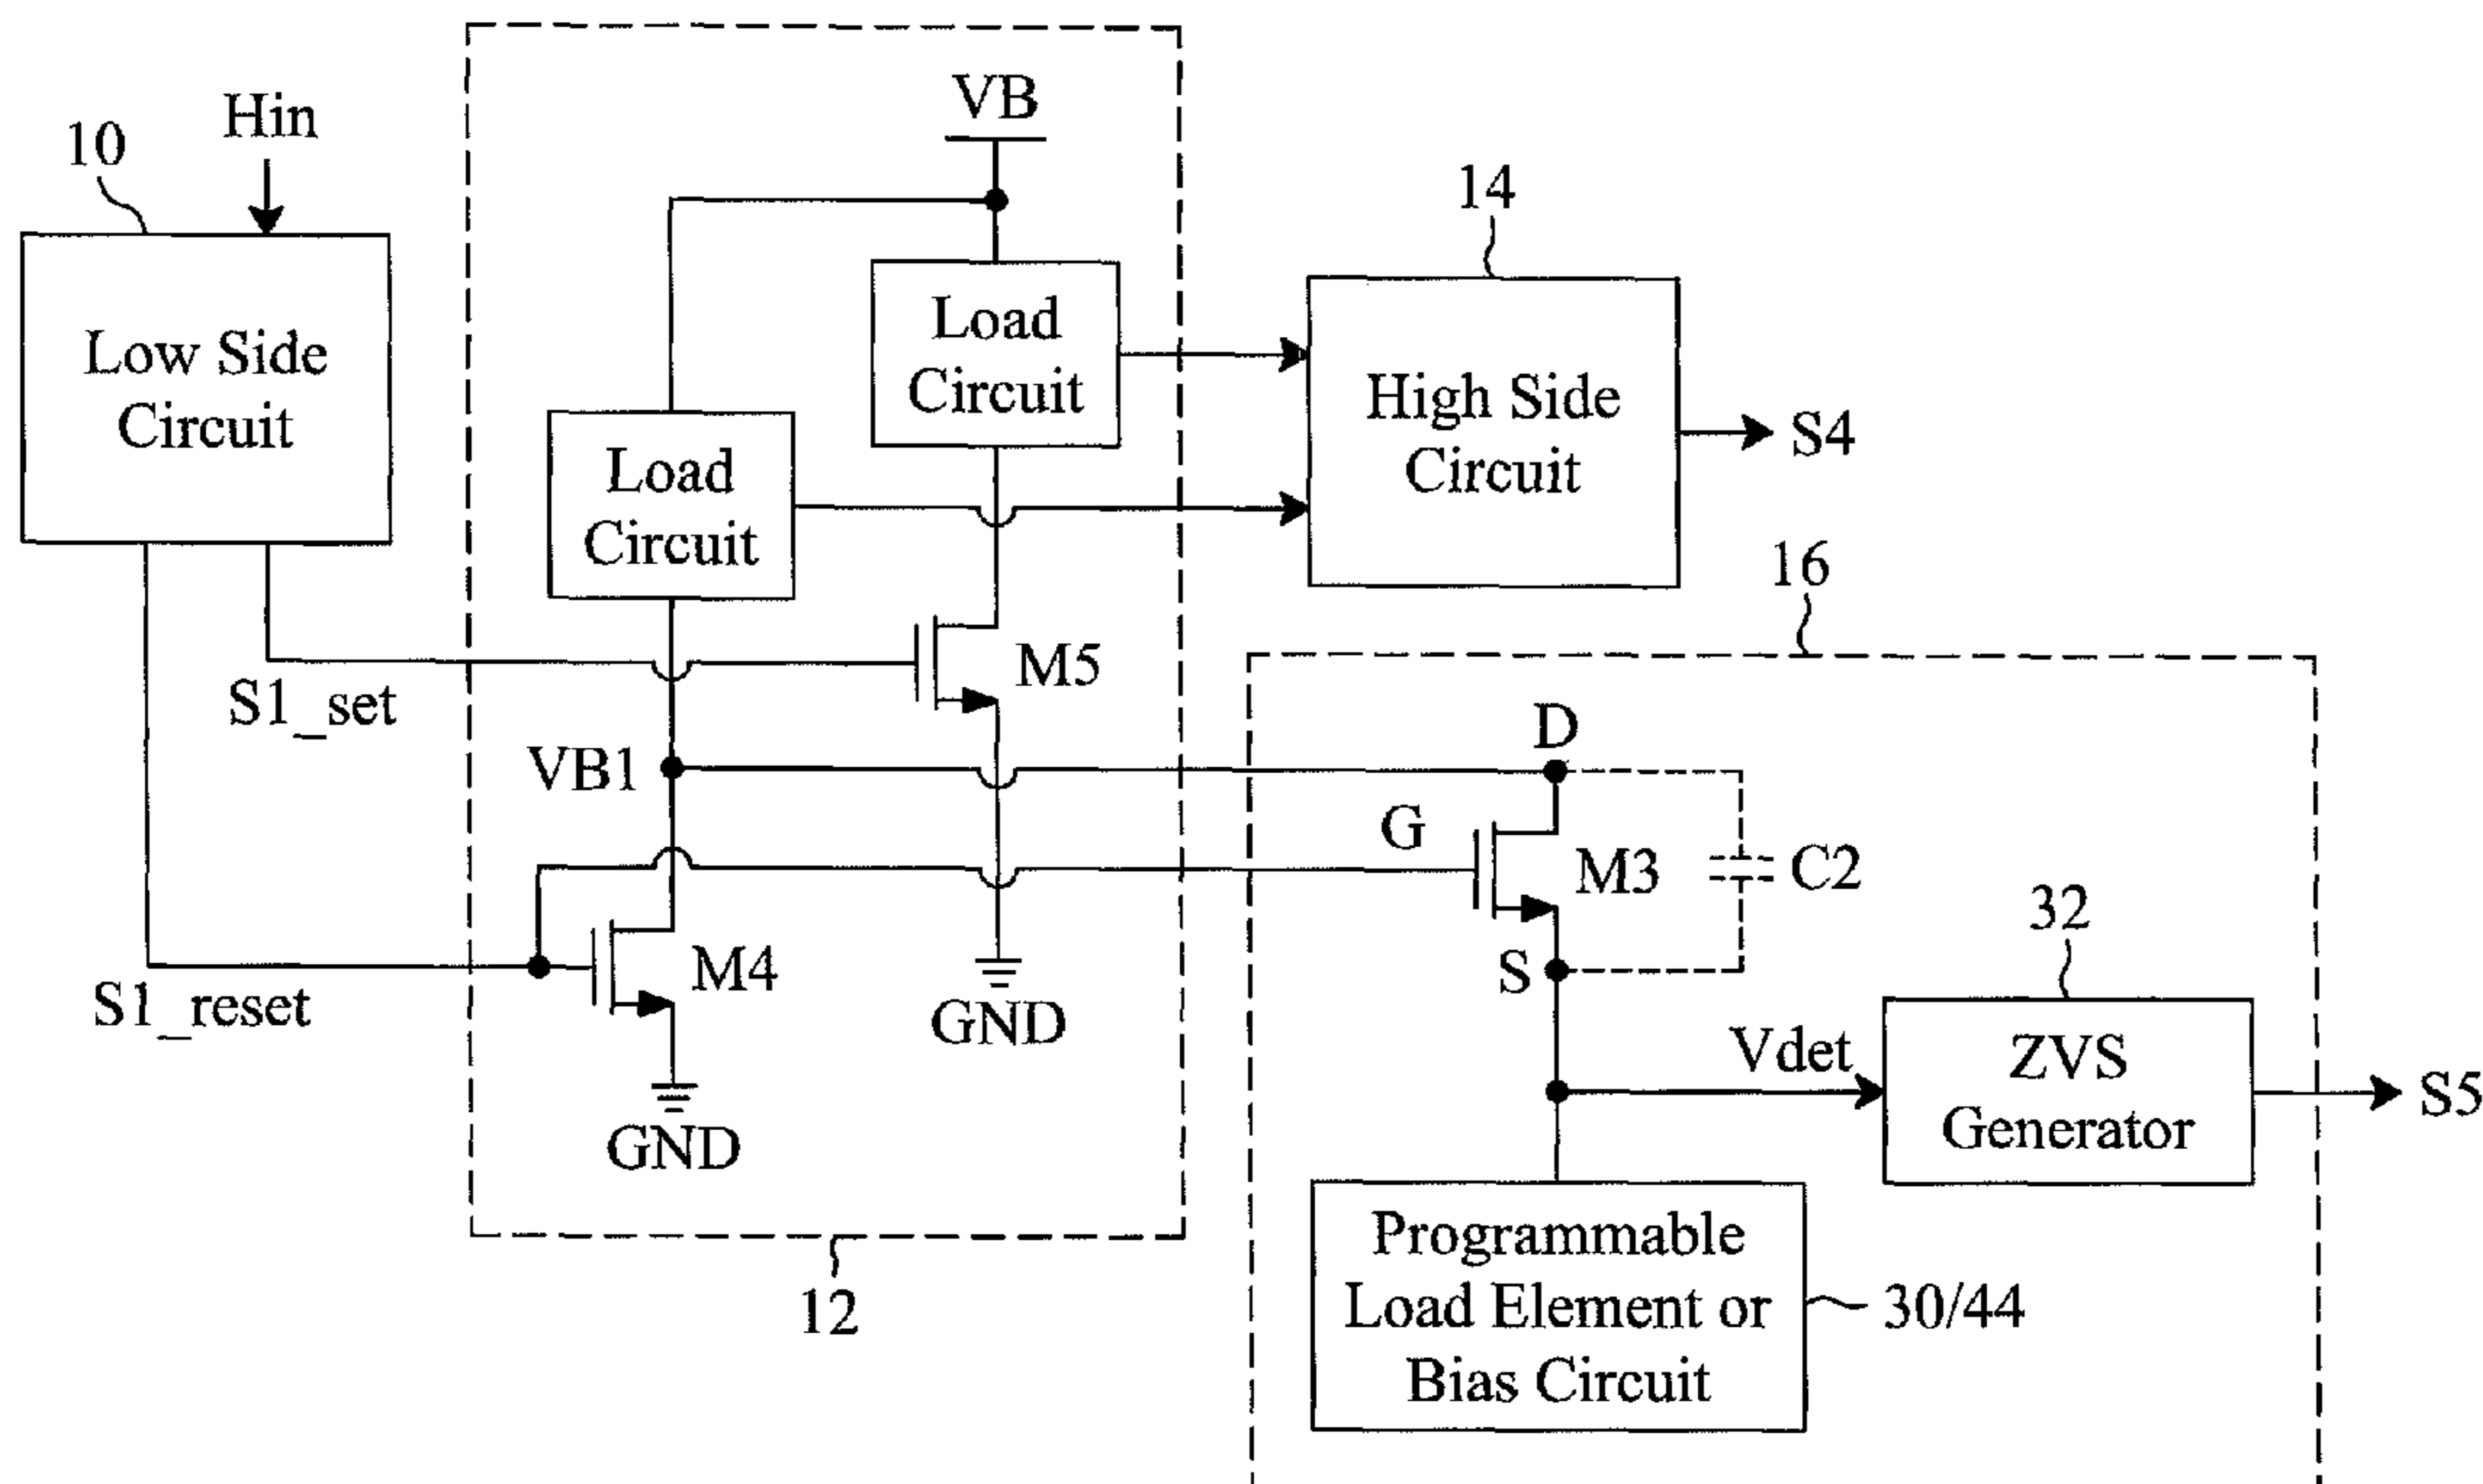 VB
Hin
10
14
Low Side
Circuit
Load
Circuit
High Side
Circuit
S4
Load
Circuit
16
M5
S1_set
D
VB1
G
M3
C2
32
M4
S
S1_reset
GND
Vdet
ZVS
Generator
S5
GND
Programmable
Load Element or
Bias Circuit
30/44
12